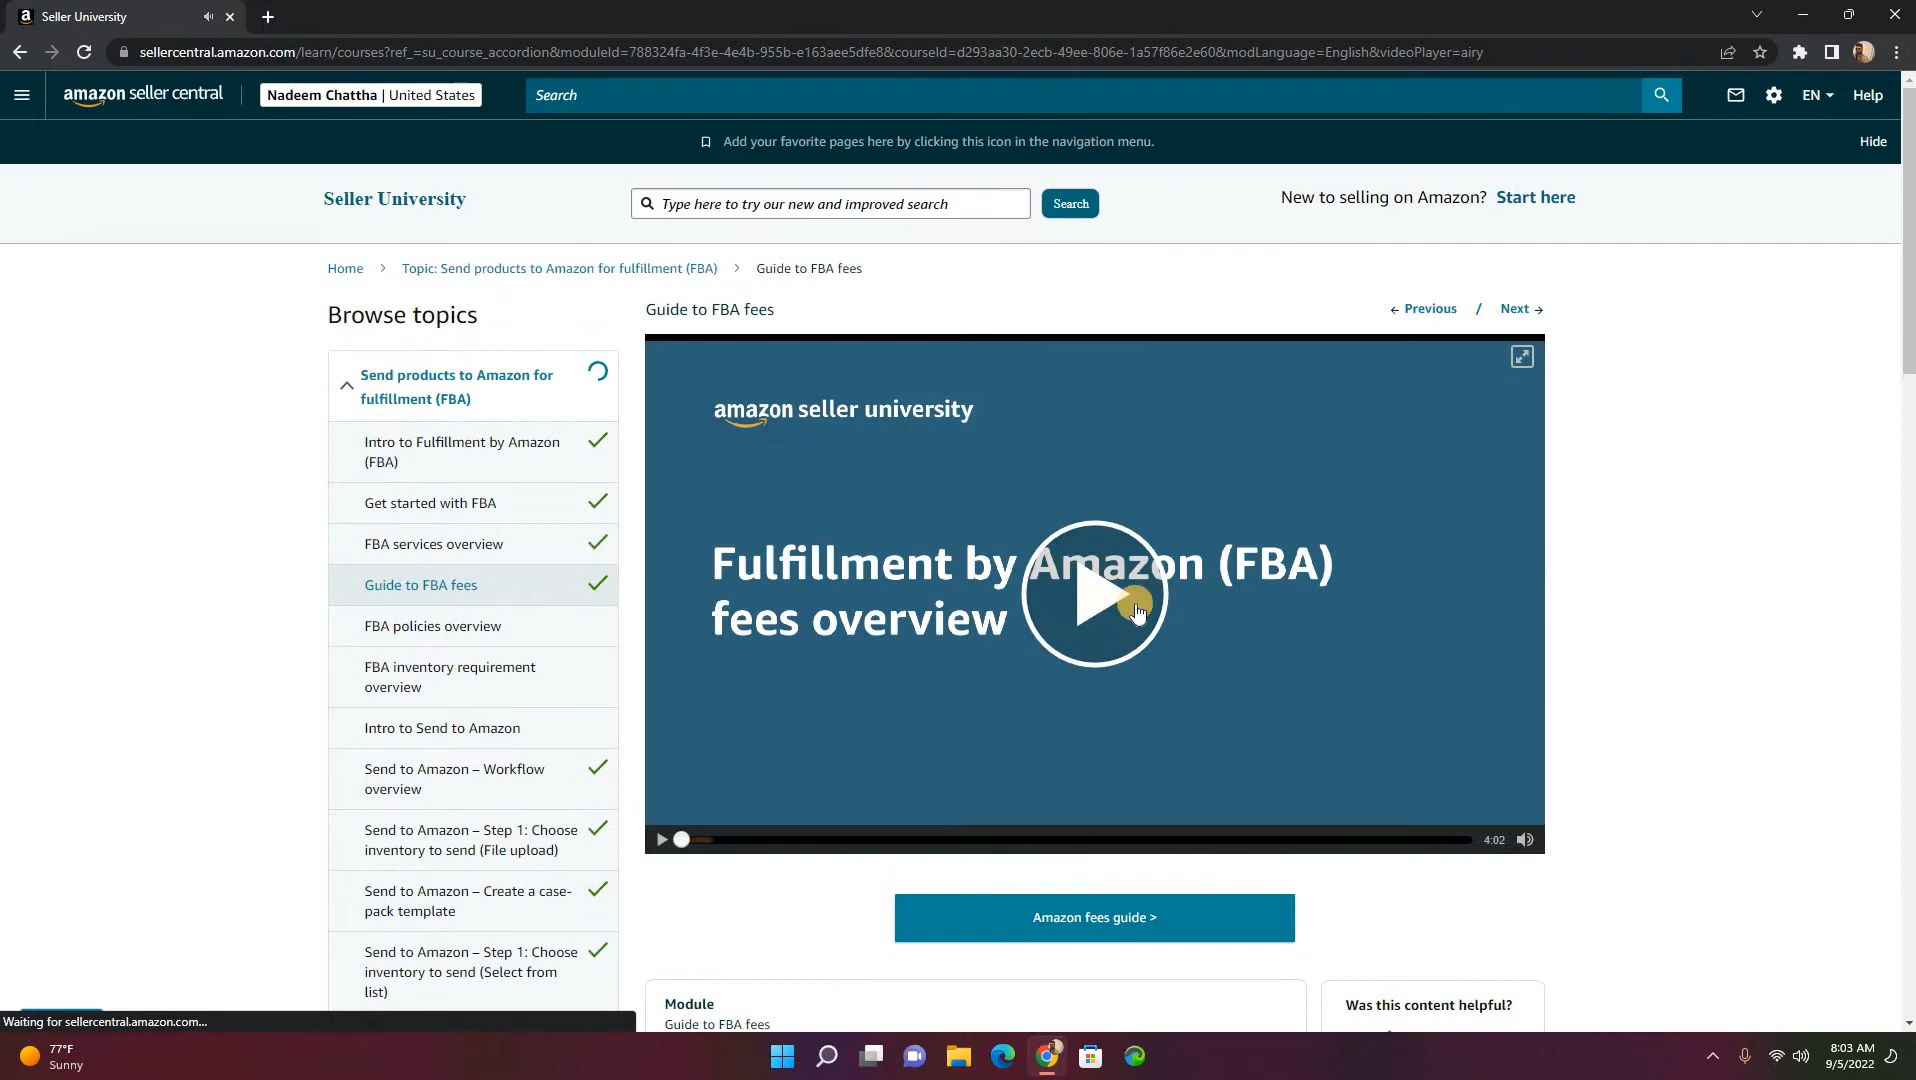 Seller University
sellercentral.amazon.com/learn/courses?ref_=su_course_accordion&moduleId=788324fa-4f3e-4e4b-955b-e163aee5dfe8&courseId=d293aa30-2ecb-49ee-806e-1a57f86e2e60&modLanguage=English&videoPlayer=airy
amazon seller central
Nadeem Chattha | United States
Search
EN
Help
Add your favorite pages here by clicking this icon in the navigation menu.
Hide
Seller University
Type here to try our new and improved search
Search
New to selling on Amazon? Start here
Home > Topic: Send products to Amazon for fulfillment (FBA) > Guide to FBA fees
Browse topics
Send products to Amazon for
fulfillment (FBA)
Intro to Fulfillment by Amazon
(FBA)
Get started with FBA
FBA services overview
Guide to FBA fees
FBA policies overview
FBA inventory requirement
overview
Intro to Send to Amazon
Send to Amazon – Workflow
overview
Send to Amazon – Step 1: Choose
inventory to send (File upload)
Send to Amazon – Create a case-
pack template
Send to Amazon – Step 1: Choose
inventory to send (Select from
list)
Guide to FBA fees
← Previous / Next →
amazon seller university
Fulfillment by Amazon (FBA)
fees overview
4:02
Amazon fees guide >
Module
Guide to FBA fees
Was this content helpful?
Waiting for sellercentral.amazon.com...
77°F
Sunny
8:03 AM
9/5/2022